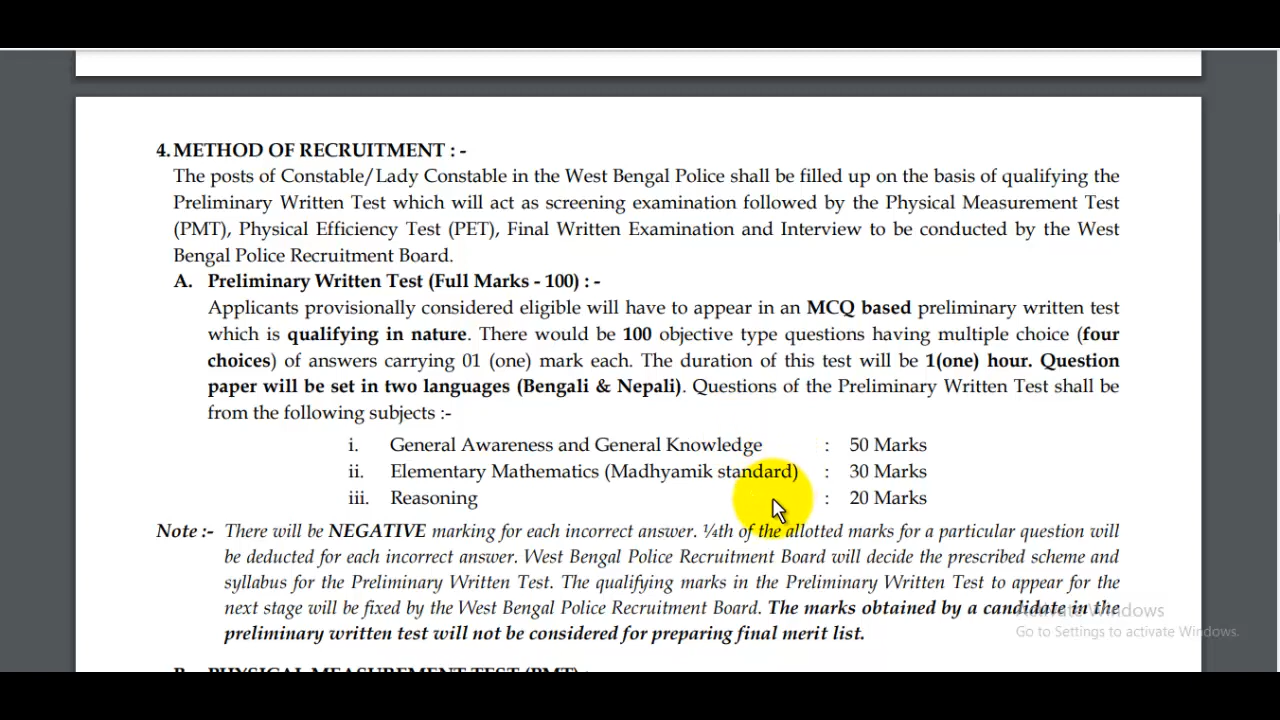 4. METHOD OF RECRUITMENT : -
The posts of Constable/Lady Constable in the West Bengal Police shall be filled up on the basis of qualifying the
Preliminary Written Test which will act as screening examination followed by the Physical Measurement Test
(PMT), Physical Efficiency Test (PET), Final Written Examination and Interview to be conducted by the West
Bengal Police Recruitment Board.
A. Preliminary Written Test (Full Marks - 100) : -
Applicants provisionally considered eligible will have to appear in an MCQ based preliminary written test
which is qualifying in nature. There would be 100 objective type questions having multiple choice (four
choices) of answers carrying 01 (one) mark each. The duration of this test will be 1(one) hour. Question
paper will be set in two languages (Bengali & Nepali). Questions of the Preliminary Written Test shall be
from the following subjects :-
i. General Awareness and General Knowledge : 50 Marks
ii. Elementary Mathematics (Madhyamik standard) : 30 Marks
iii. Reasoning : 20 Marks
Note :- There will be NEGATIVE marking for each incorrect answer. ¼th of the allotted marks for a particular question will
be deducted for each incorrect answer. West Bengal Police Recruitment Board will decide the prescribed scheme and
syllabus for the Preliminary Written Test. The qualifying marks in the Preliminary Written Test to appear for the
next stage will be fixed by the West Bengal Police Recruitment Board. The marks obtained by a candidate in the
preliminary written test will not be considered for preparing final merit list.
Activate Windows
Go to Settings to activate Windows.
B. PHYSICAL MEASUREMENT TEST (PMT) :